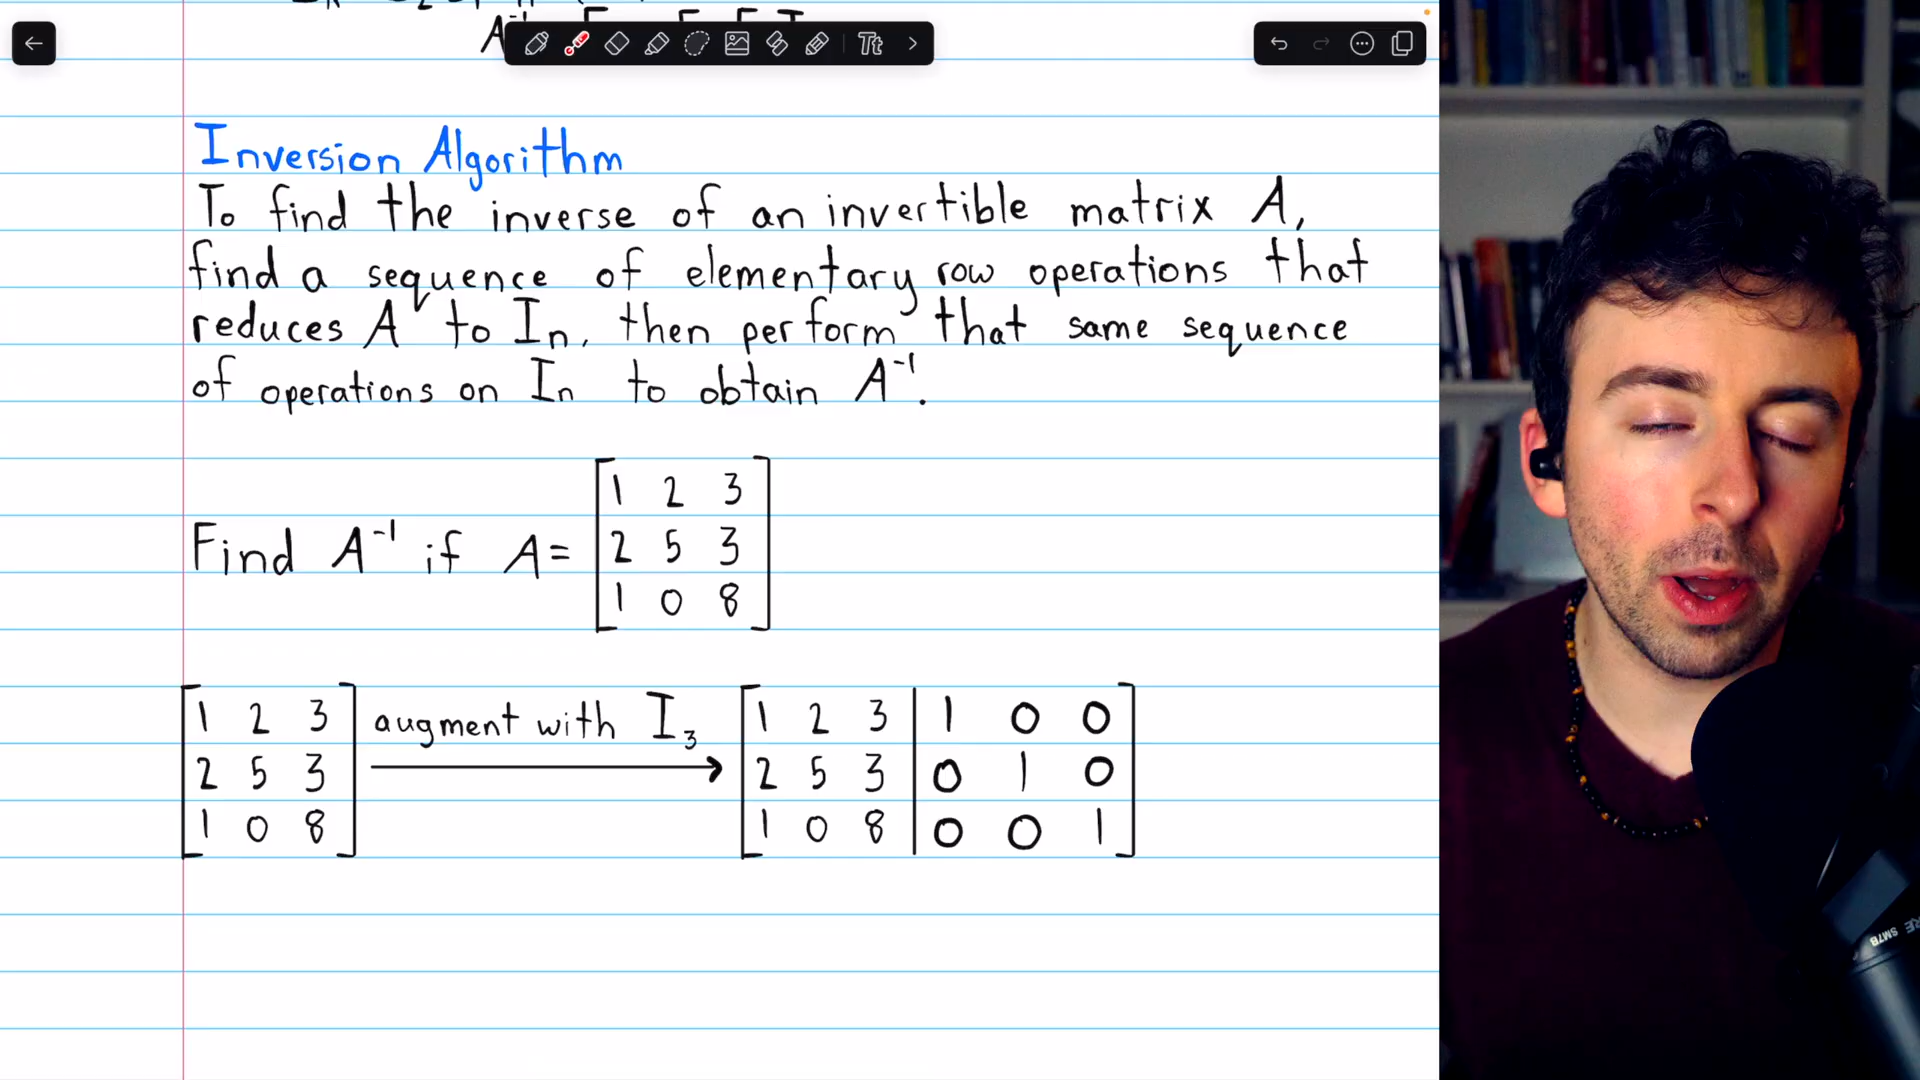 Tt
Inversion Algorithm
To find the inverse of an invertible matrix A,
find a sequence of elementary row operations that
reduces A to In, then perform that same sequence
of operations on In to obtain A⁻¹.
1 2 3
Find A⁻¹ if A= 2 5 3
1 0 8
1 2 3 augment with I₃ 1 2 3 | 1 0 0
2 5 3 → 2 5 3 | 0 1 0
1 0 8 1 0 8 | 0 0 1
SM7B